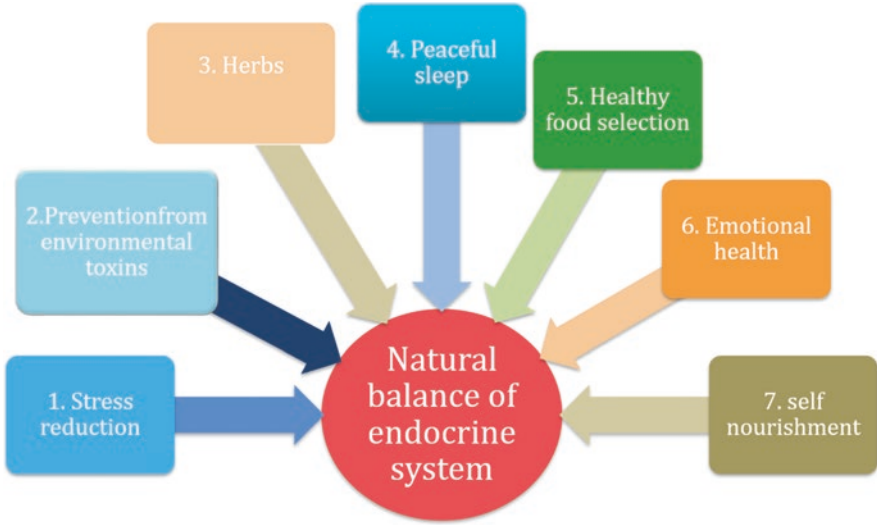 1. Stress
reduction
2.Preventionfrom
environmental
toxins
3. Herbs
4. Peaceful
sleep
5. Healthy
food selection
6. Emotional
health
7. self
nourishment
Natural
balance of
endocrine
system